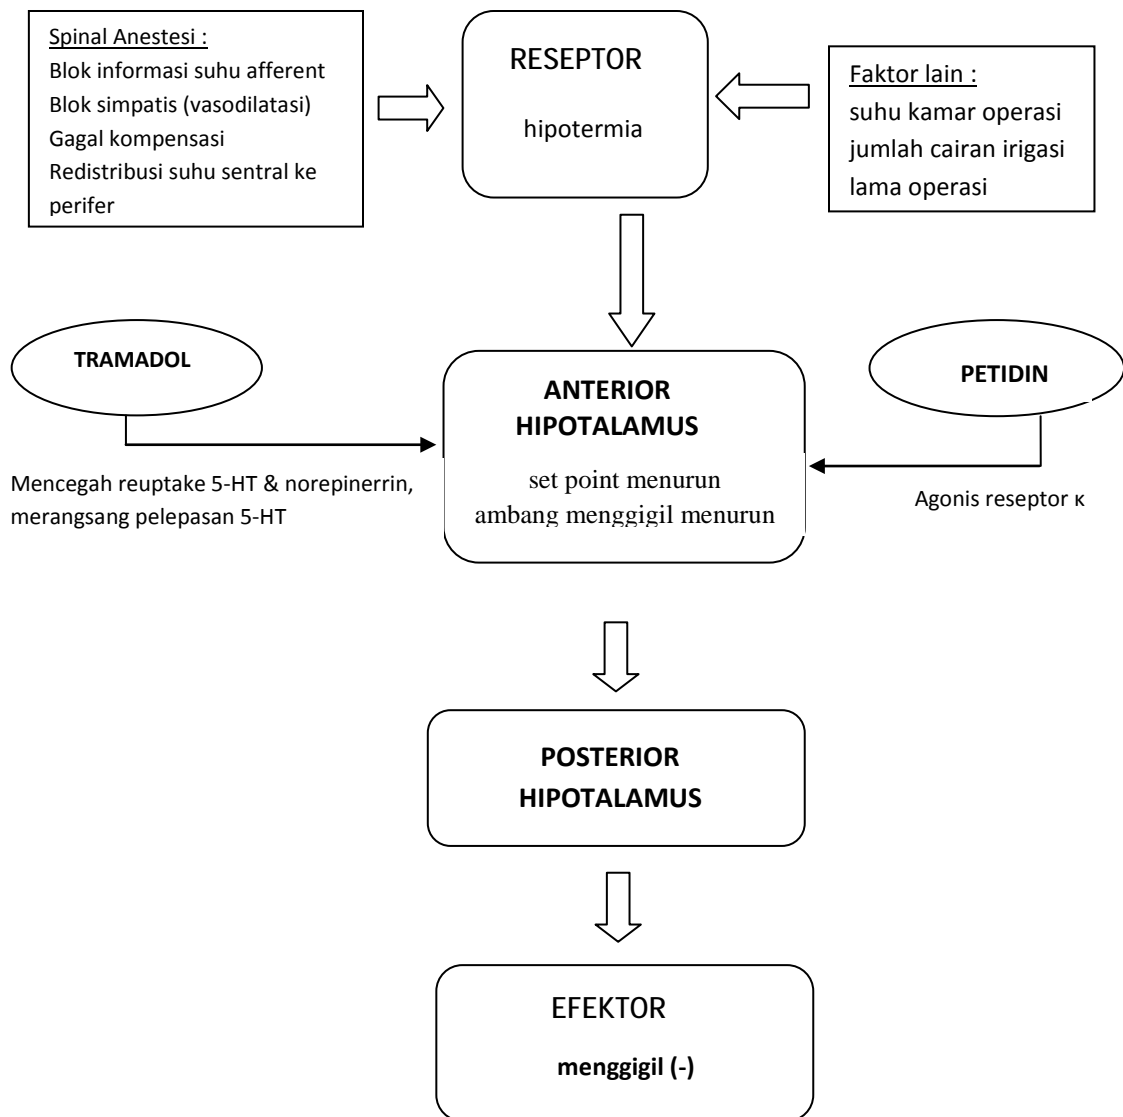 Spinal Anestesi :
Blok informasi suhu afferent
Blok simpatis (vasodilatasi)
Gagal kompensasi
Redistribusi suhu sentral ke
perifer
RESEPTOR
hipotermia
Faktor lain :
suhu kamar operasi
jumlah cairan irigasi
lama operasi
TRAMADOL
Mencegah reuptake 5-HT & norepinerrin,
merangsang pelepasan 5-HT
ANTERIOR
HIPOTALAMUS
set point menurun
ambang menggigil menurun
PETIDIN
Agonis reseptor κ
POSTERIOR
HIPOTALAMUS
EFEKTOR
menggigil (-)